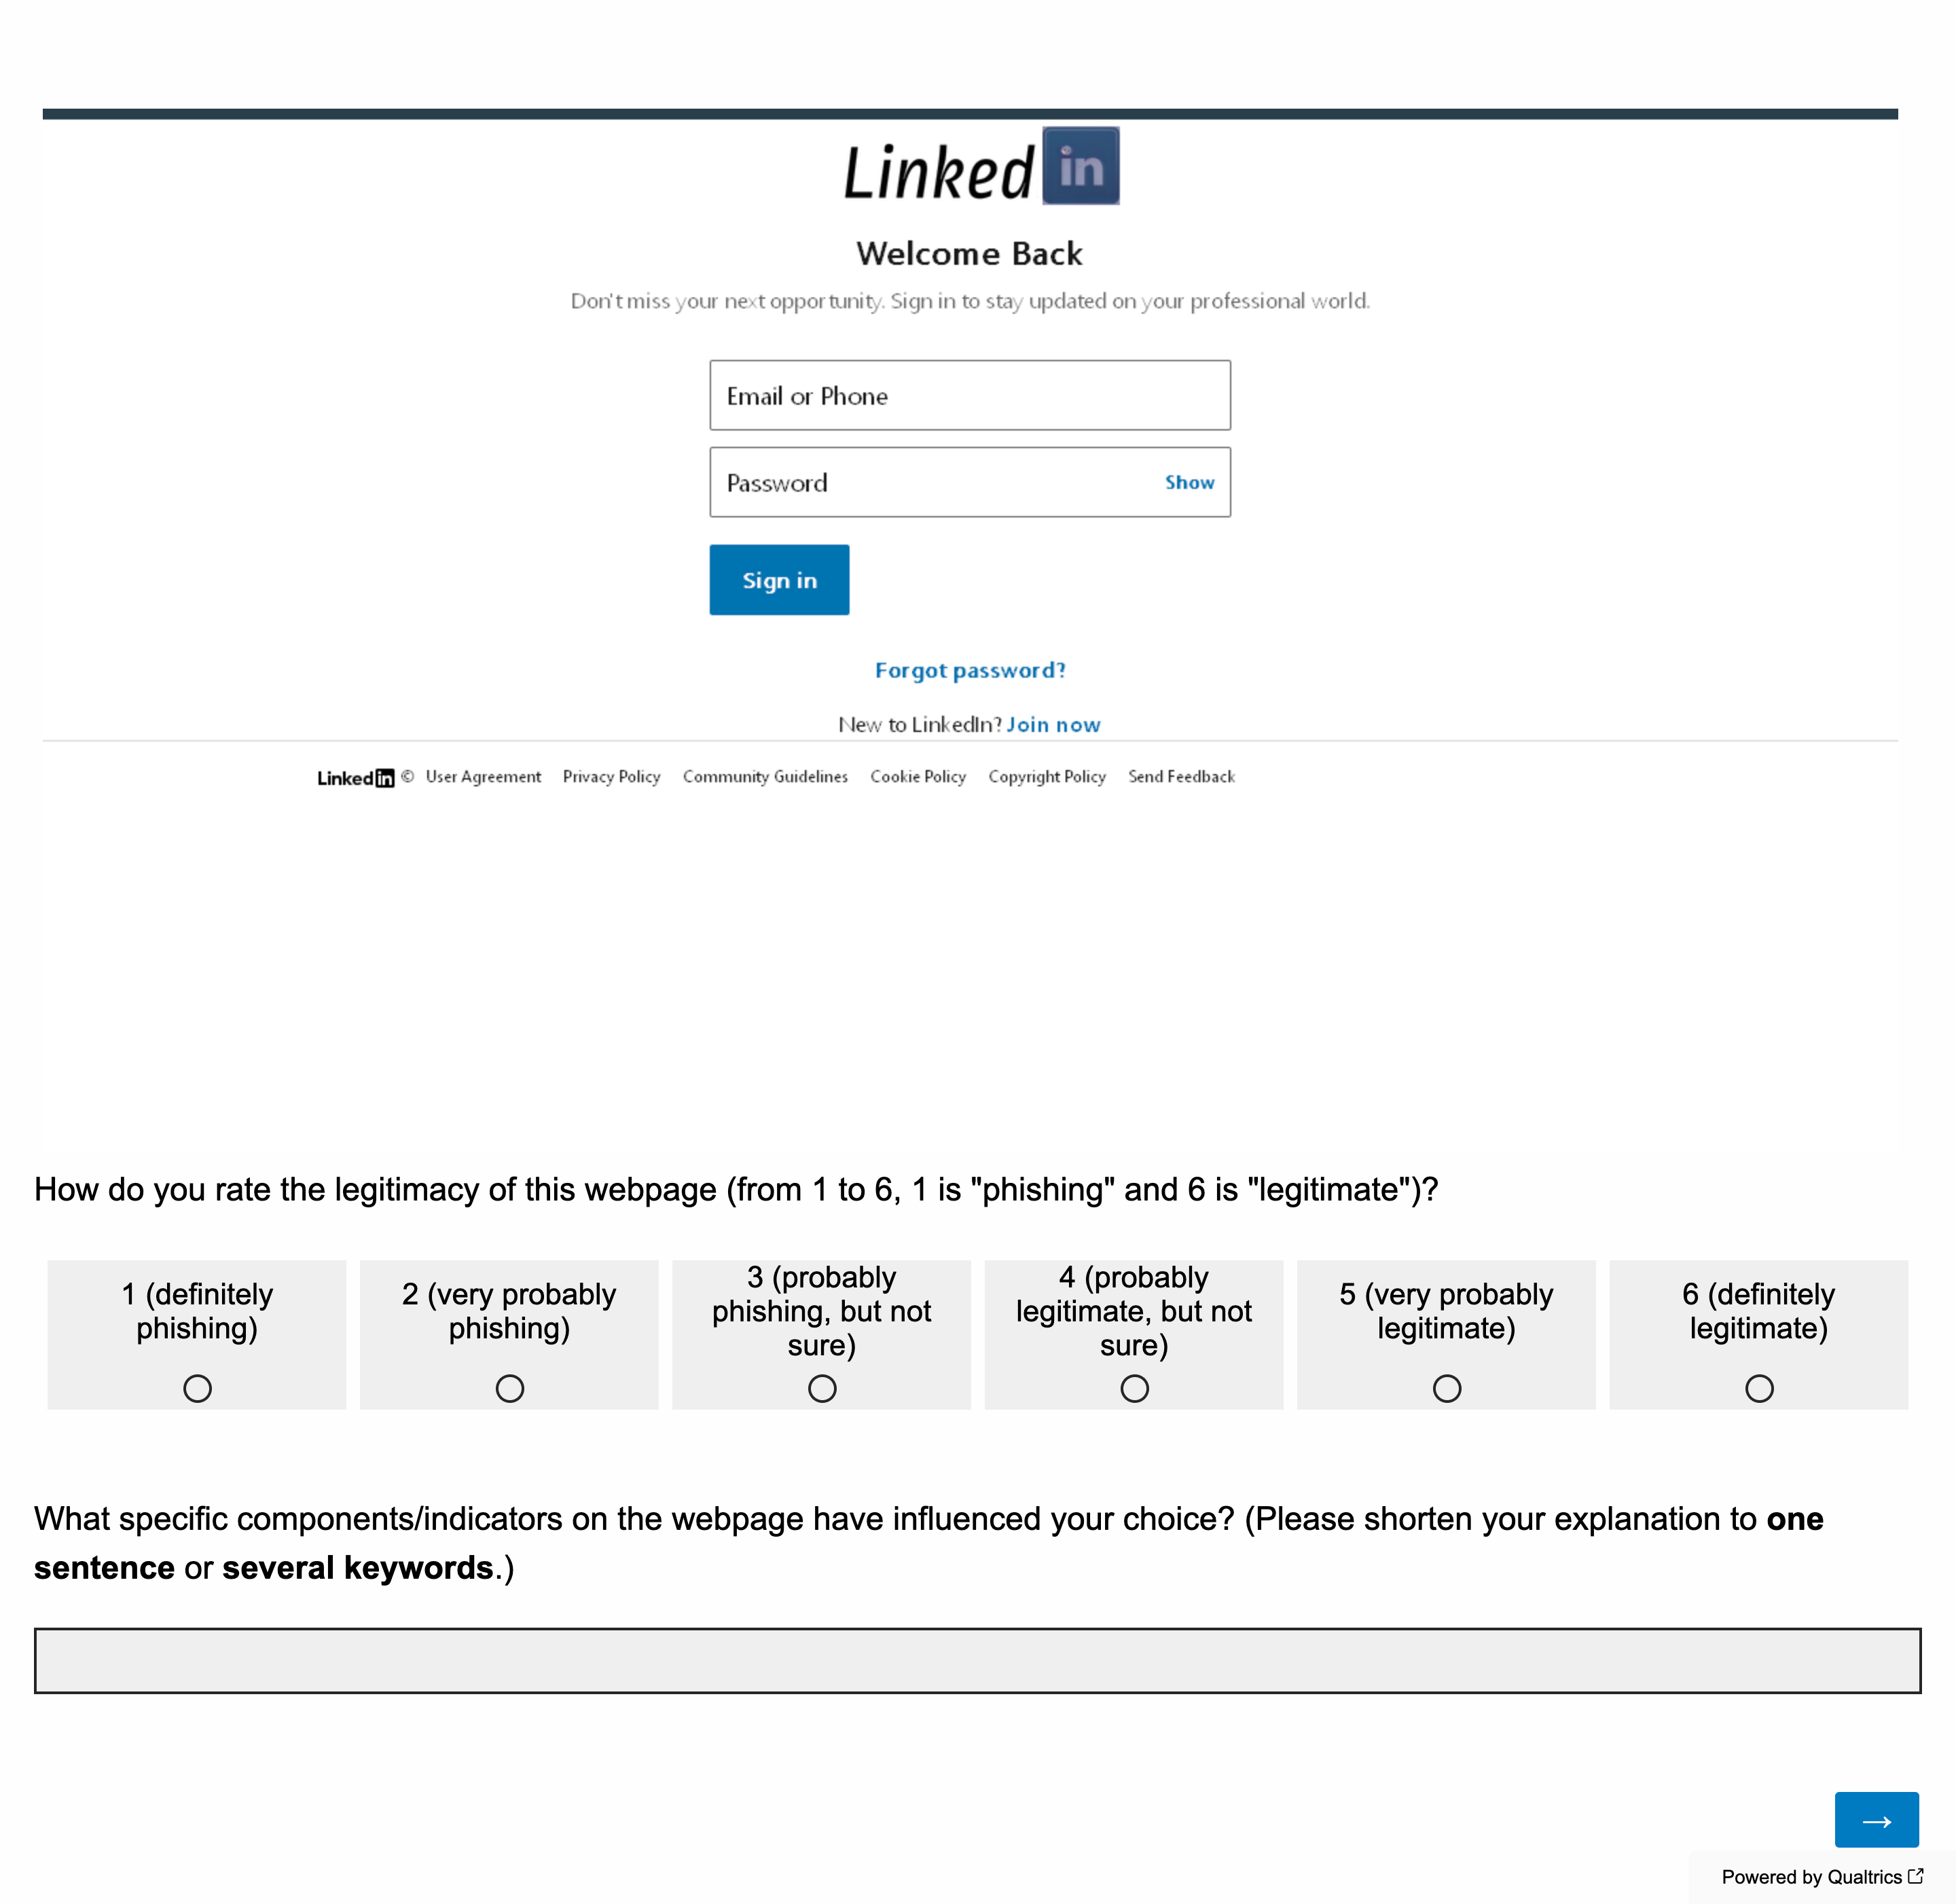 Linked in
Welcome Back
Don't miss your next opportunity. Sign in to stay updated on your professional world.
Email or Phone
Password Show
Sign in
Forgot password?
New to LinkedIn? Join now
Linked in © User Agreement Privacy Policy Community Guidelines Cookie Policy Copyright Policy Send Feedback
How do you rate the legitimacy of this webpage (from 1 to 6, 1 is "phishing" and 6 is "legitimate")?
1 (definitely
phishing)
2 (very probably
phishing)
3 (probably
phishing, but not
sure)
4 (probably
legitimate, but not
sure)
5 (very probably
legitimate)
6 (definitely
legitimate)
What specific components/indicators on the webpage have influenced your choice? (Please shorten your explanation to one
sentence or several keywords.)
→
Powered by Qualtrics